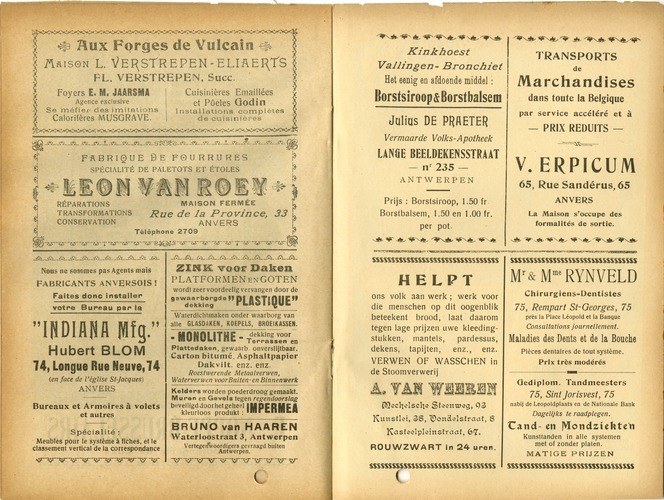 Aux Forges de Vulcain
MAISON L. VERSTREPEN-ELIAERTS
FL. VERSTREPEN, Succ.
Foyers E. M. JAARSMA
Agence exclusive
Se méfier des imitations
Calorifères MUSGRAVE.
Cuisinières Emaillées
et Poëles Godin
Installations complètes
de cuisinières
FABRIQUE DE FOURRURES
SPÉCIALITÉ DE PALETOTS ET ÉTOLES
LEON VAN ROEY
RÉPARATIONS
TRANSFORMATIONS
CONSERVATION
MAISON FERMÉE
Rue de la Province, 33
ANVERS
Téléphone 2709
Nous ne sommes pas Agents mais
FABRICANTS ANVERSOIS !
Faites donc installer
votre Bureau par la
"INDIANA Mfg."
Hubert BLOM
74, Longue Rue Neuve, 74
(en face de l'église St-Jacques)
ANVERS
Bureaux et Armoires à volets
et autres
Spécialité :
Meubles pour le système à fiches, et le
classement vertical de la correspondance
ZINK voor Daken
PLATFORMEN EN GOTEN
wordt zeer voordeelig vervangen door de
gewaarborgde dekking "PLASTIQUE"
Waterdichtmaken onder waarborg van
alle GLASDAKEN, KOEPELS, BROEIKASSEN.
- MONOLITHE - dekking voor Terrassen en
Plattedaken, gewaarb. onverslijtbaar.
Carton bitumé, Asphaltpapier
Dakvilt, enz. enz.
Roestwerende Metaalverwen,
Waterverwen voor Buiten- en Binnenwerk
Kelders worden poederdroog gemaakt.
Muren en Gevels tegen regendoorslag
beveiligd door het geheel
kleurloos produkt : IMPERMEA
BRUNO van HAAREN
Waterloostraat 3, Antwerpen
Vertegenwoordigers gevraagd buiten
Antwerpen.
Kinkhoest
Vallingen - Bronchiet
Het eenig en afdoende middel :
Borstsiroop & Borstbalsem
Julius DE PRAETER
Vermaarde Volks-Apotheek
LANGE BEELDEKENSSTRAAT
— nr 235 —
ANTWERPEN
Prijs : Borstsiroop, 1.50 fr
Borstbalsem, 1.50 en 1.00 fr.
per pot.
TRANSPORTS
de
Marchandises
dans toute la Belgique
par service accéléré et à
— PRIX REDUITS —
V. ERPICUM
65, Rue Sandérus, 65
ANVERS
La Maison s'occupe des
formalités de sortie.
HELPT
ons volk aan werk ; werk voor
die menschen op dit oogenblik
beteekent brood, laat daarom
tegen lage prijzen uwe kleeding-
stukken, mantels, pardessus,
dekens, tapijten, enz., enz.
VERWEN OF WASSCHEN in
de Stoomverwerij
A. VAN WEEREN
Mechelsche Steenweg, 93
Kunstlei, 38, Bondelstraat, 8
Kasteelpleinstraat, 67.
ROUWZWART in 24 uren.
Mr & Mme RYNVELD
Chirurgiens-Dentistes
75, Rempart St-Georges, 75
près la Place Léopold et la Banque
Consultations journellement.
Maladies des Dents et de la Bouche
Pièces dentaires de tout système.
Prix très modérés
Gediplom. Tandmeesters
75, Sint Jorisvest, 75
nabij de Leopoldplaats en de Nationale Bank
Dagelijks te raadplegen.
Tand- en Mondziekten
Kunsttanden in alle systemen
met of zonder platen.
MATIGE PRIJZEN